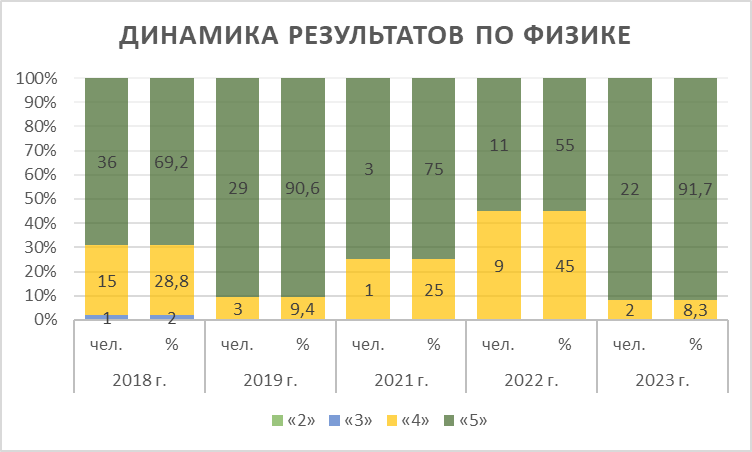 ДИНАМИКА РЕЗУЛЬТАТОВ ПО ФИЗИКЕ
100%
90%
80%
70%
60%
50%
40%
30%
20%
10%
0%
36 69,2 29 90,6 3 75 11 55 22 91,7
15 28,8 3 9,4 1 25 9 45 2 8,3
1 2
чел. % чел. % чел. % чел. % чел. %
2018 г. 2019 г. 2021 г. 2022 г. 2023 г.
«2» «3» «4» «5»